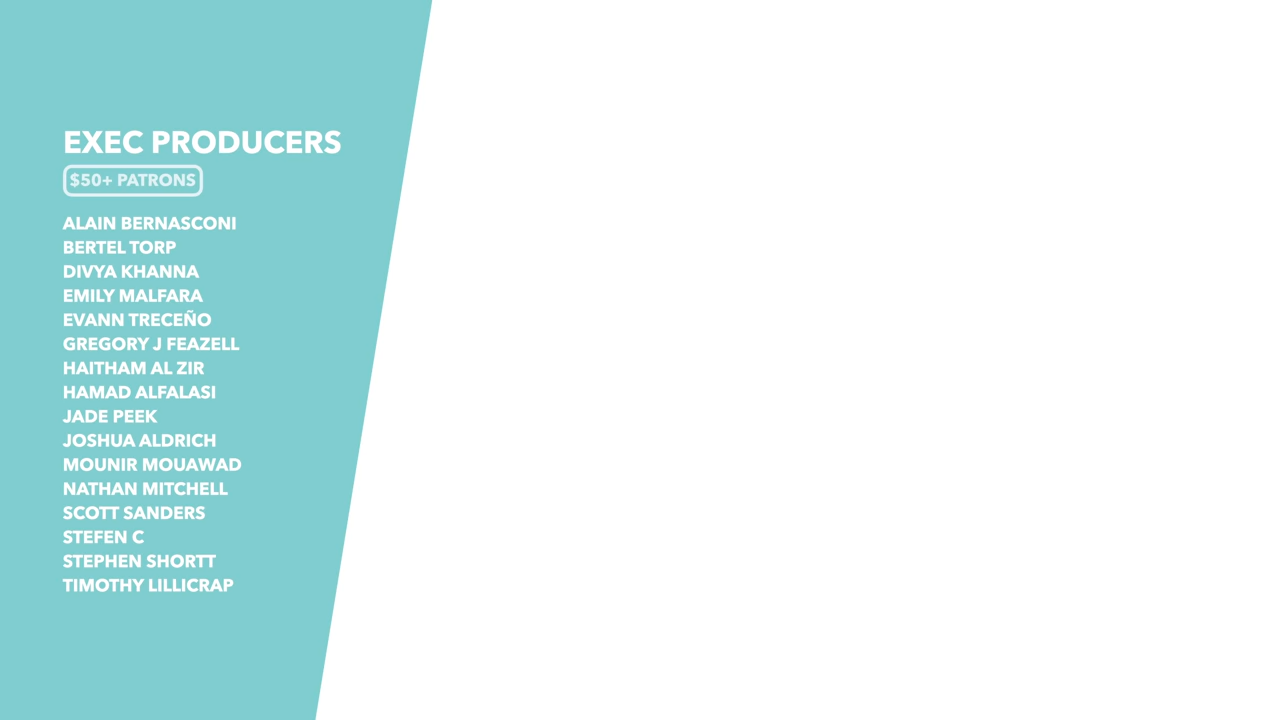 EXEC PRODUCERS
$50+ PATRONS
ALAIN BERNASCONI
BERTEL TORP
DIVYA KHANNA
EMILY MALFARA
EVANN TRECEÑO
GREGORY J FEAZELL
HAITHAM AL ZIR
HAMAD ALFALASI
JADE PEEK
JOSHUA ALDRICH
MOUNIR MOUAWAD
NATHAN MITCHELL
SCOTT SANDERS
STEFEN C
STEPHEN SHORTT
TIMOTHY LILLICRAP